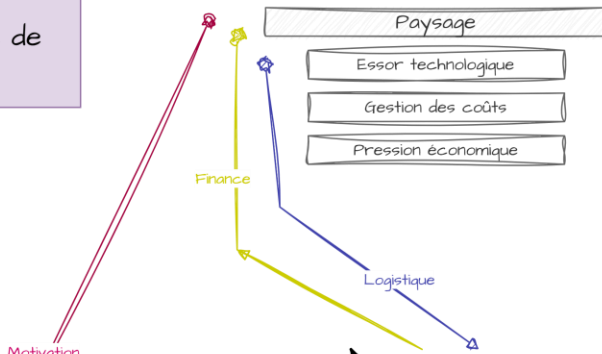 de
Paysage
Essor technologique
Gestion des coûts
Pression économique
Finance
Logistique
Motivation